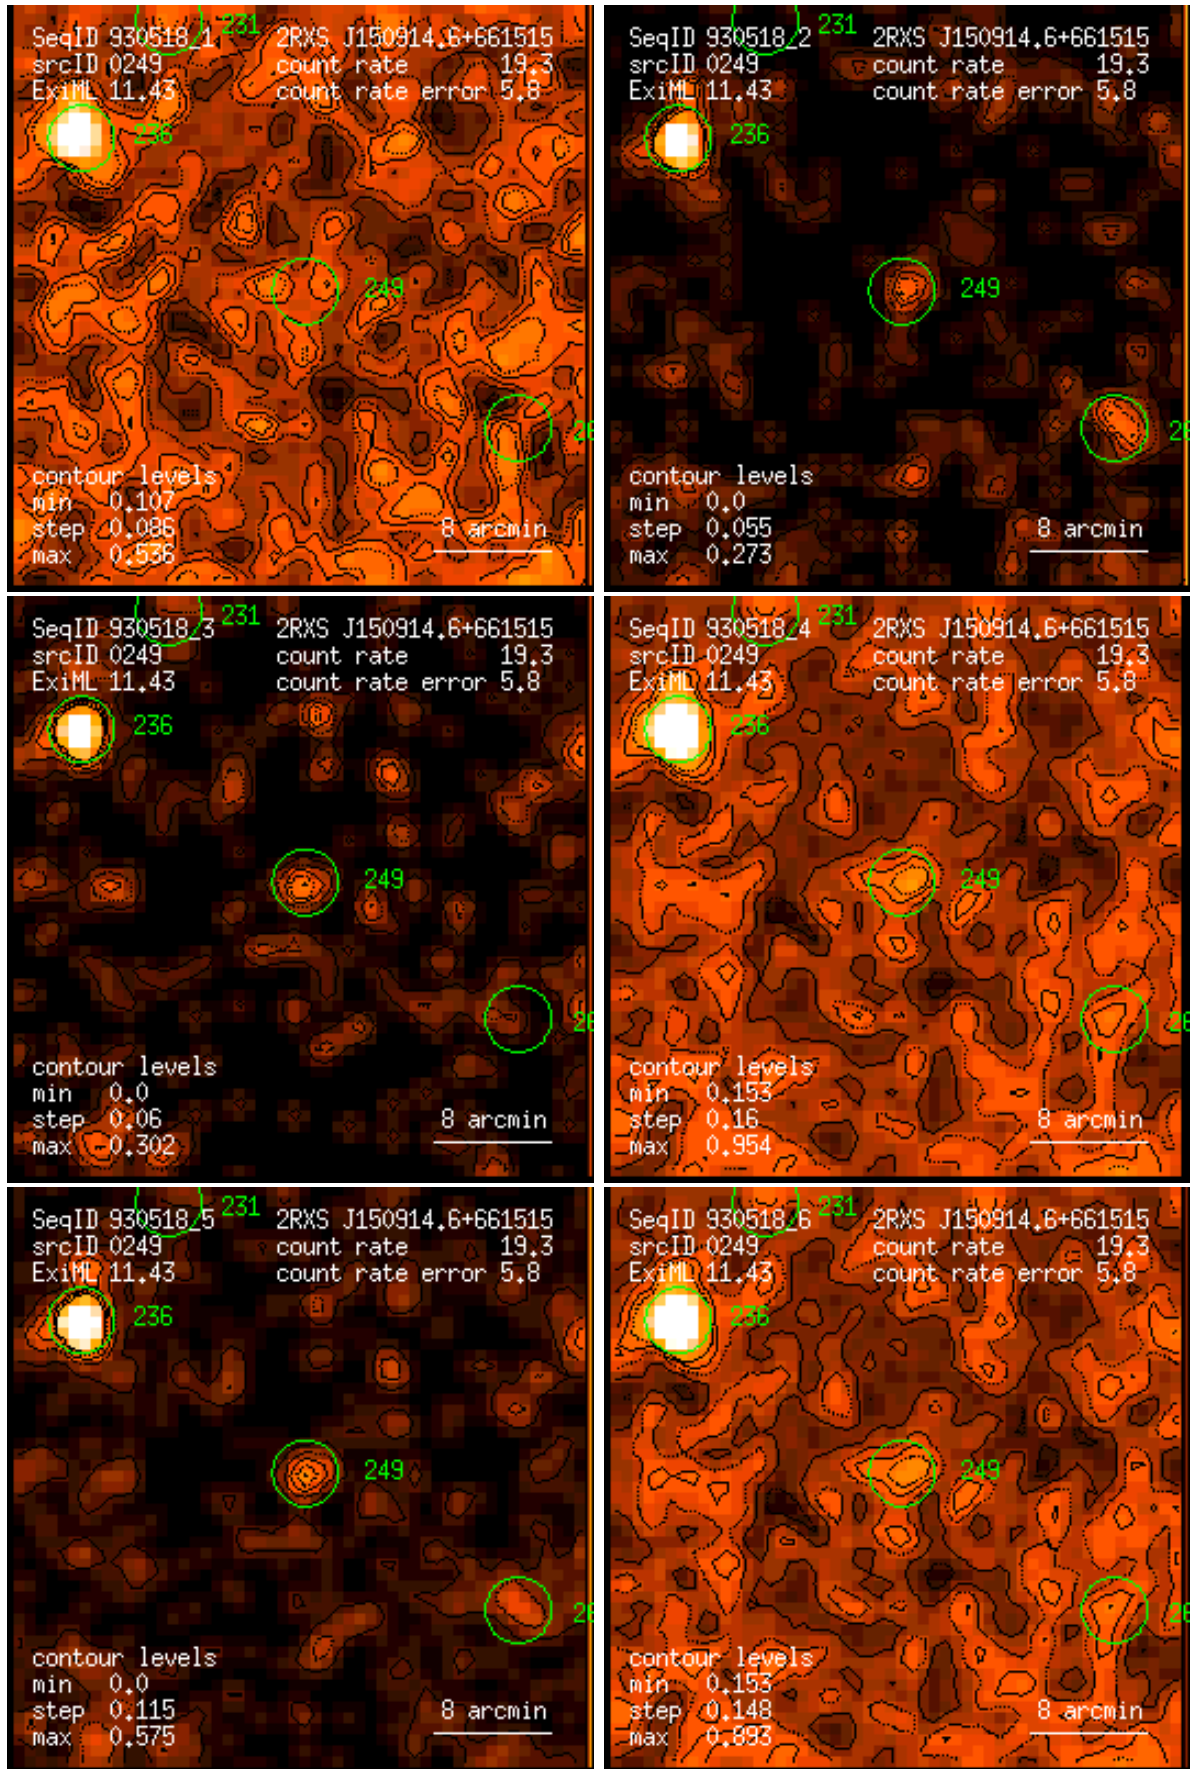 231
SeqID 930518_1 2RXS J150914.6+661515
srcID 0249 count rate 19.3
ExiML 11.43 count rate error 5.8
236
249
26
contour levels
min 0.107
step 0.086 8 arcmin
max 0.536
231
SeqID 930518_2 2RXS J150914.6+661515
srcID 0249 count rate 19.3
ExiML 11.43 count rate error 5.8
236
249
26
contour levels
min 0.0
step 0.055 8 arcmin
max 0.273
231
SeqID 930518_3 2RXS J150914.6+661515
srcID 0249 count rate 19.3
ExiML 11.43 count rate error 5.8
236
249
26
contour levels
min 0.0
step 0.06 8 arcmin
max 0.302
231
SeqID 930518_4 2RXS J150914.6+661515
srcID 0249 count rate 19.3
ExiML 11.43 count rate error 5.8
236
249
26
contour levels
min 0.153
step 0.16 8 arcmin
max 0.954
231
SeqID 930518_5 2RXS J150914.6+661515
srcID 0249 count rate 19.3
ExiML 11.43 count rate error 5.8
236
249
26
contour levels
min 0.0
step 0.115 8 arcmin
max 0.575
231
SeqID 930518_6 2RXS J150914.6+661515
srcID 0249 count rate 19.3
ExiML 11.43 count rate error 5.8
236
249
26
contour levels
min 0.153
step 0.148 8 arcmin
max 0.893